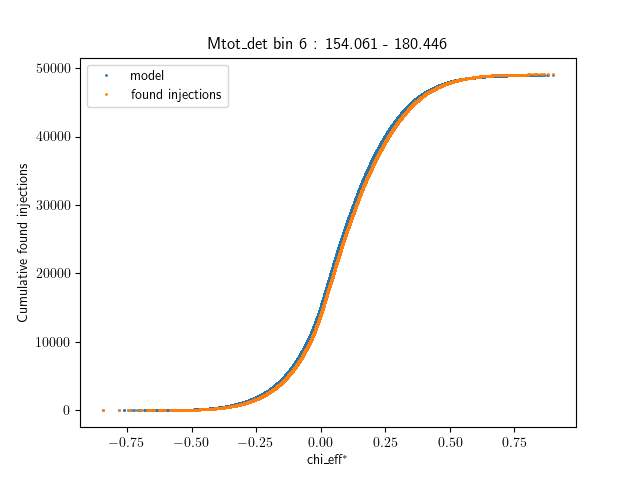 Mtot_det bin 6 : 154.061 - 180.446
model
found injections
Cumulative found injections
50000
40000
30000
20000
10000
0
−0.75 −0.50 −0.25 0.00 0.25 0.50 0.75
chi_eff*